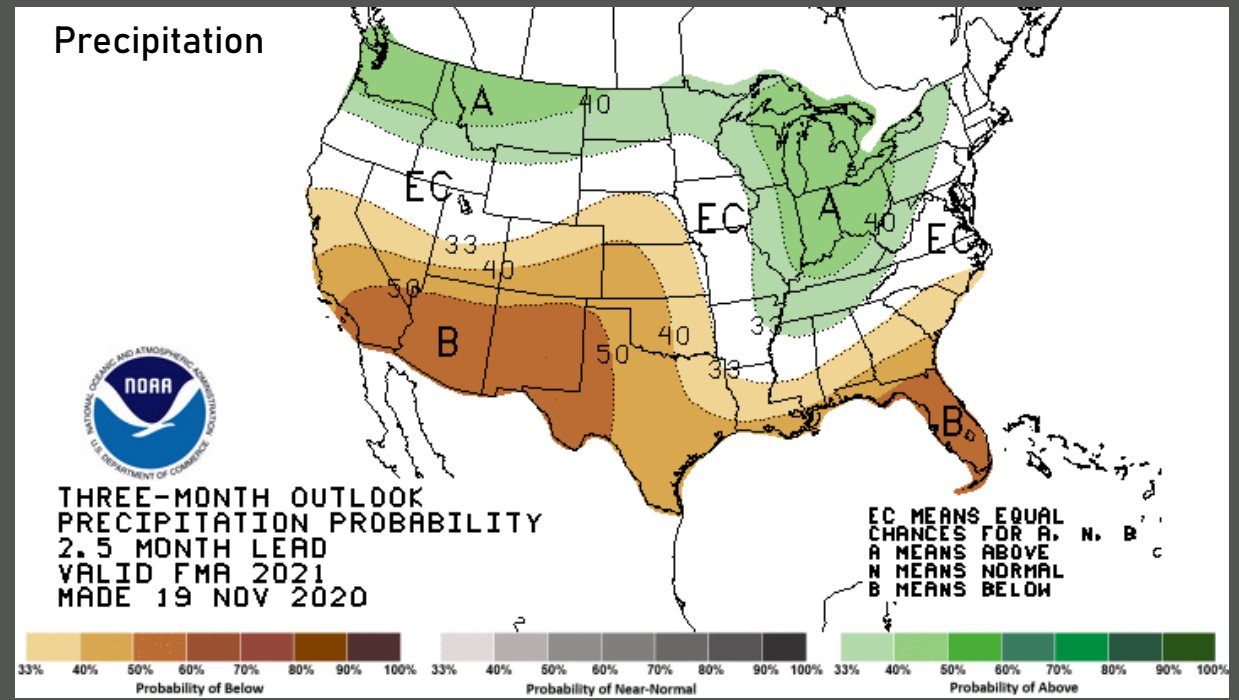 Precipitation
A
40
EC
EC
A
40
EC
33
40
50
B
33
40
50
33
B
NATIONAL OCEANIC AND ATMOSPHERIC ADMINISTRATION
NOAA
U.S. DEPARTMENT OF COMMERCE
THREE-MONTH OUTLOOK
PRECIPITATION PROBABILITY
2.5 MONTH LEAD
VALID FMA 2021
MADE 19 NOV 2020
EC MEANS EQUAL
CHANCES FOR A, N, B
A MEANS ABOVE
N MEANS NORMAL
B MEANS BELOW
33% 40% 50% 60% 70% 80% 90% 100%
Probability of Below
33% 40% 50% 60% 70% 80% 90% 100%
Probability of Near-Normal
33% 40% 50% 60% 70% 80% 90% 100%
Probability of Above